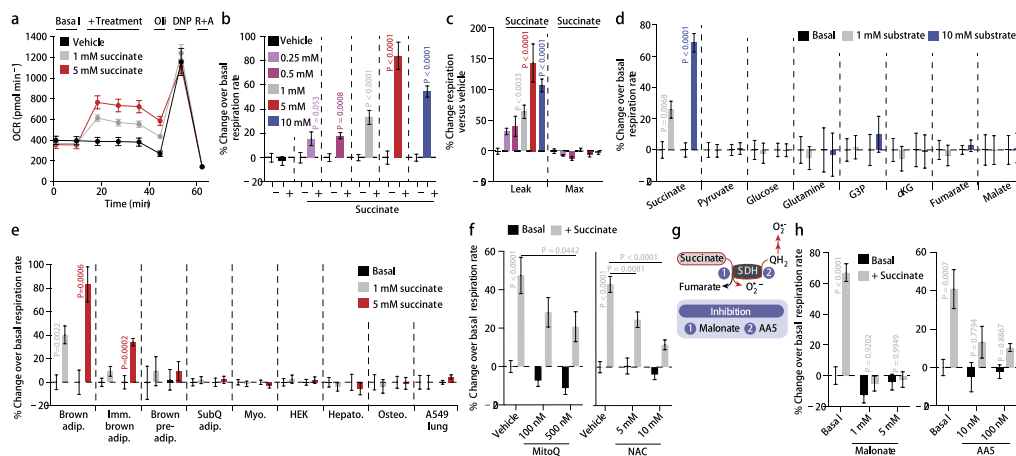 a
Basal + Treatment Oli DNP R+A
1600
1400
1200
1000
800
600
400
200
0
OCR (pmol min−1)
Vehicle
1 mM succinate
5 mM succinate
0 10 20 30 40 50 60
Time (min)
b
100
80
60
40
20
0
% Change over basal
respiration rate
Vehicle
0.25 mM
0.5 mM
1 mM
5 mM
10 mM
P = 0.053
P = 0.0008
P < 0.0001
P < 0.0001
P < 0.0001
– + – + – + – + – + – +
Succinate
c
Succinate Succinate
200
150
100
50
0
% Change respiration
versus vehicle
P < 0.0033
P < 0.0001
P < 0.0001
Leak Max
d
Basal 1 mM substrate 10 mM substrate
80
60
40
20
0
% Change over basal
respiration rate
P = 0.0068
P < 0.0001
Succinate
Pyruvate
Glucose
Glutamine
G3P
αKG
Fumarate
Malate
e
100
80
60
40
20
0
20
% Change over basal respiration rate
Basal
1 mM succinate
5 mM succinate
P=0.0022
P=0.0006
P=0.0002
Brown
adip.
Imm.
brown
adip.
Brown
pre-
adip.
SubQ
adip.
Myo.
HEK
Hepato.
Osteo.
A549
lung
f
Basal + Succinate
60
40
20
0
% Change over basal respiration rate
P < 0.0001
P = 0.0442
P <0.0001
P < 0.0001
P = 0.0081
Vehicle
100 nM
500 nM
MitoQ
Vehicle
5 mM
10 mM
NAC
g
O2•−
QH2
Succinate
SDH
1 2
Fumarate O2•−
Inhibition
1 Malonate 2 AA5
h
Basal
+ Succinate
80
60
40
20
0
20
% Change over basal respiration rate
P < 0.0001
P = 0.9202
P = 0.9949
Basal
1 mM
5 mM
Malonate
60
40
20
0
P = 0.0007
P = 0.7794
P = 0.8867
Basal
10 nM
100 nM
AA5